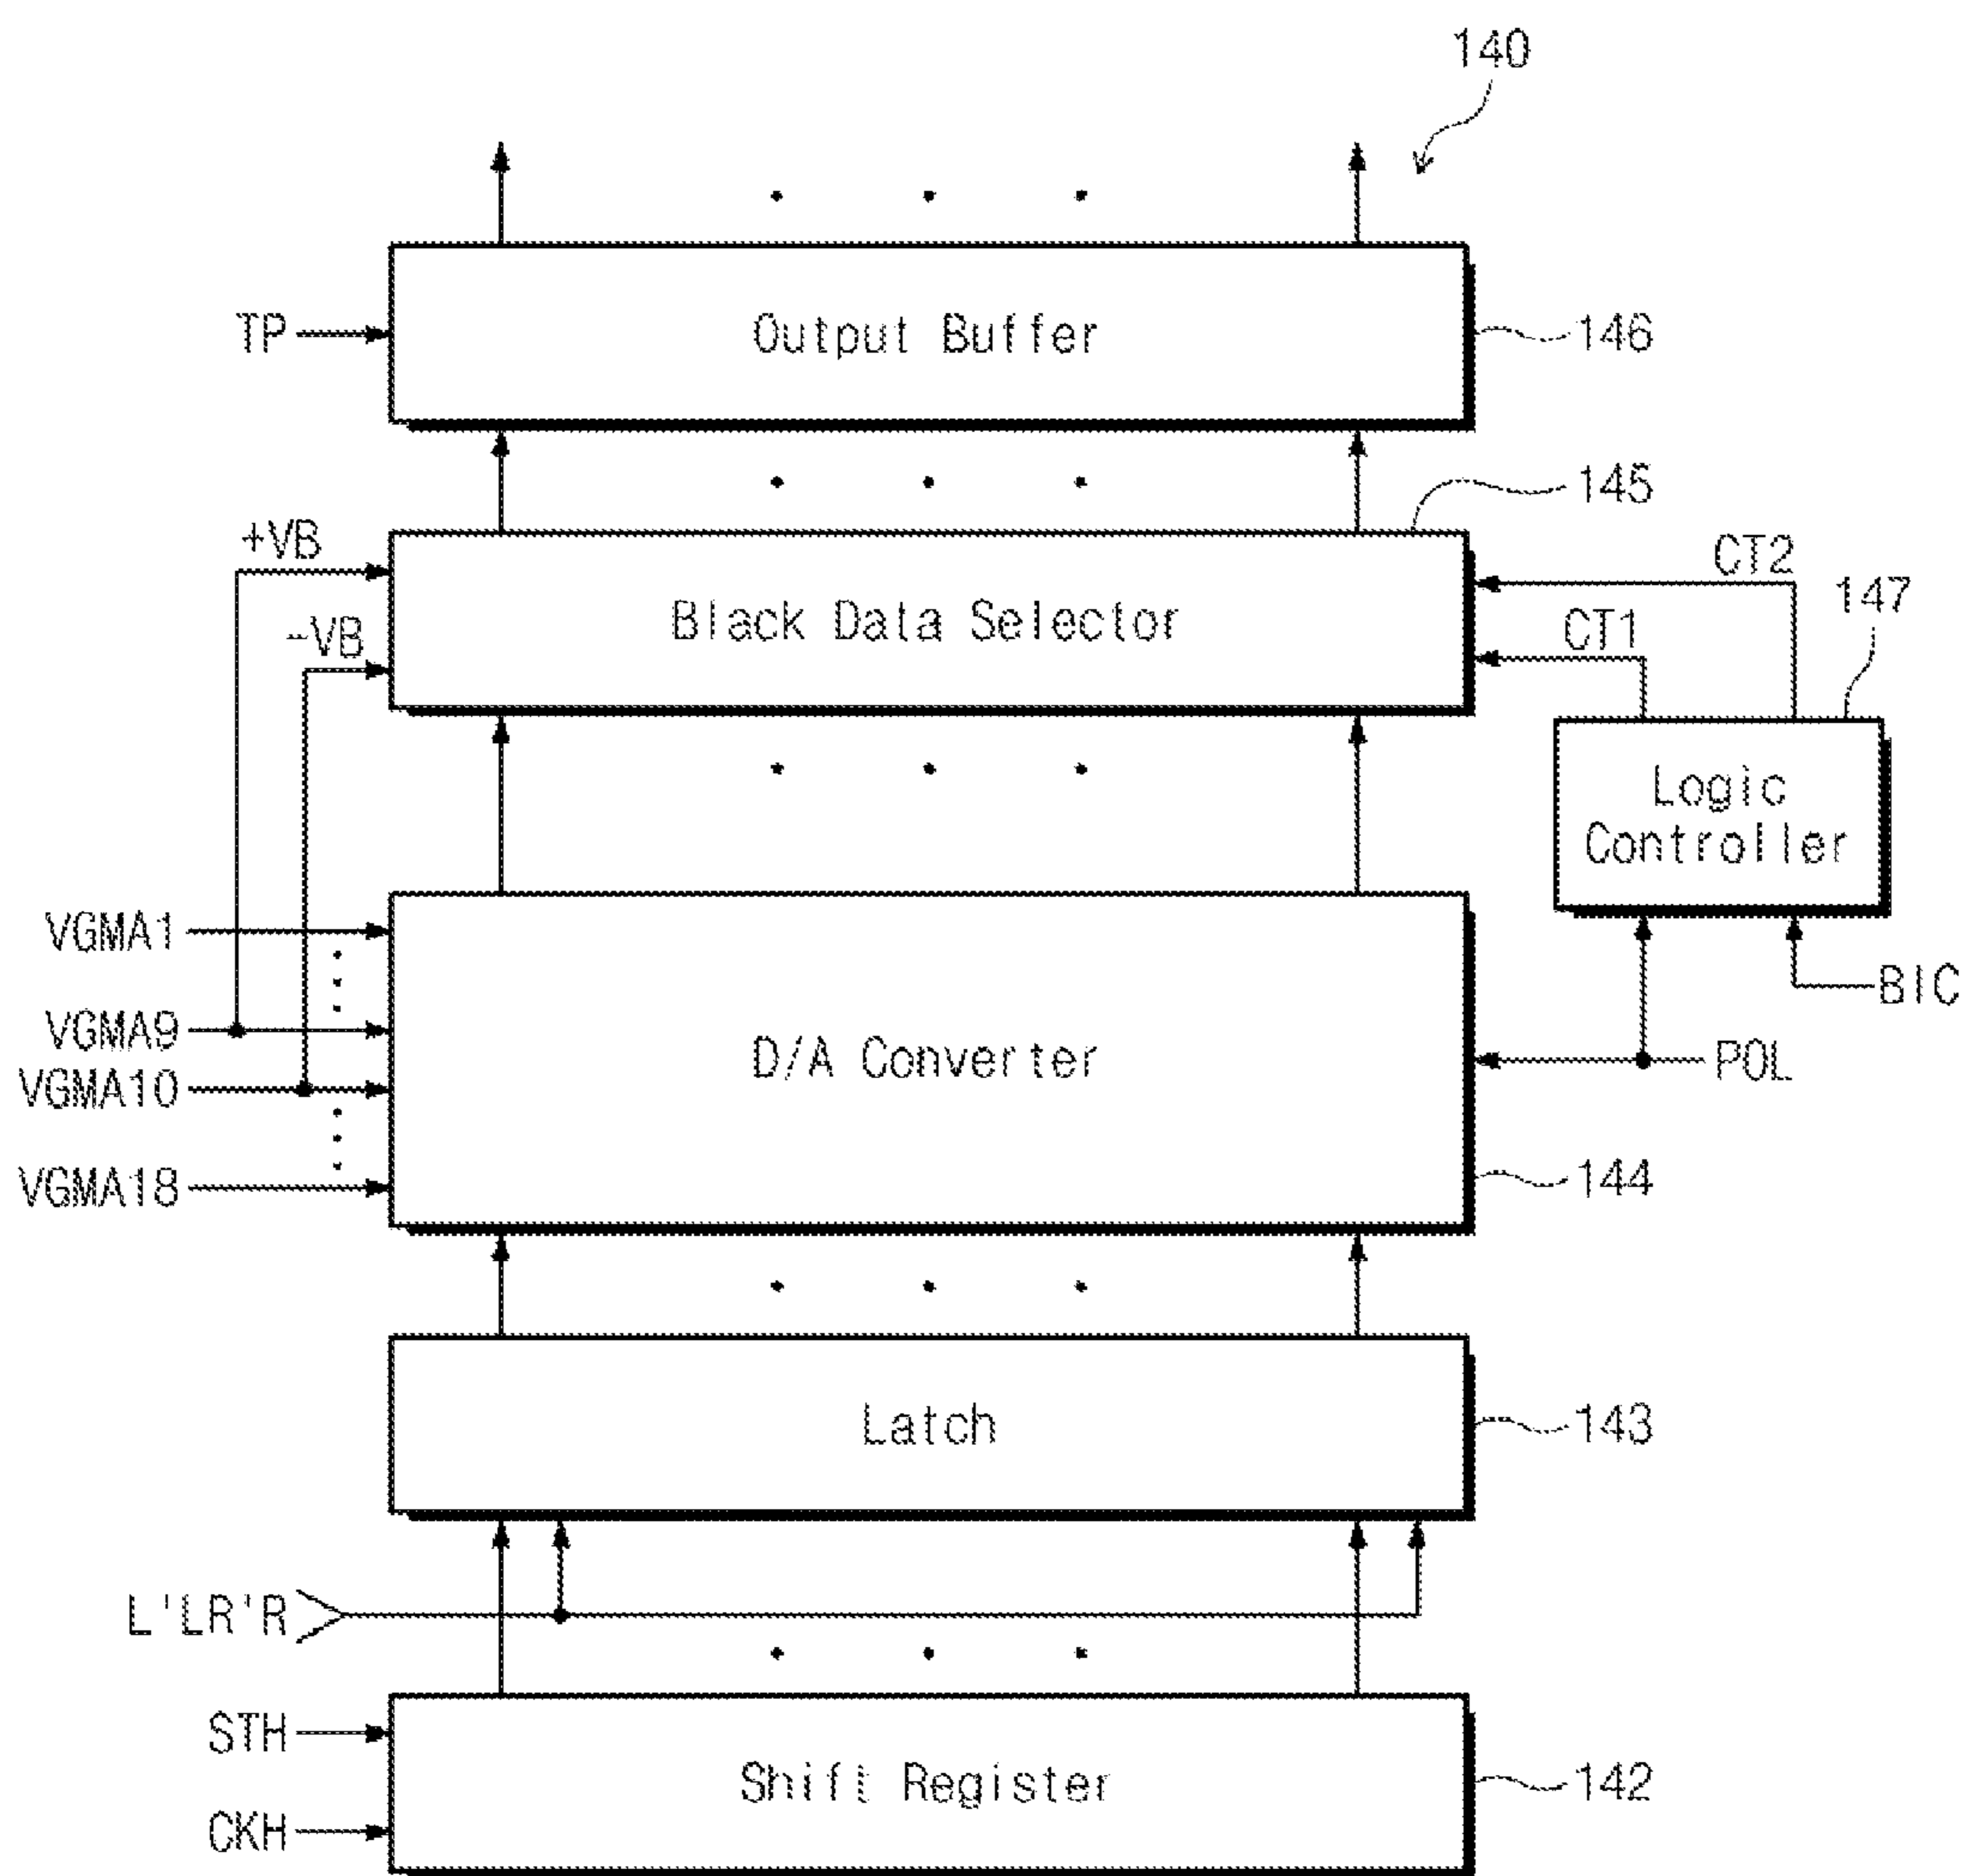 140
TP
Output Buffer
146
145
+VB
-VB
Black Data Selector
CT2
CT1
147
Logic
Controller
VGMA1
VGMA9
VGMA10
VGMA18
D/A Converter
BIC
POL
144
Latch
143
L'LR'R
STH
CKH
Shift Register
142